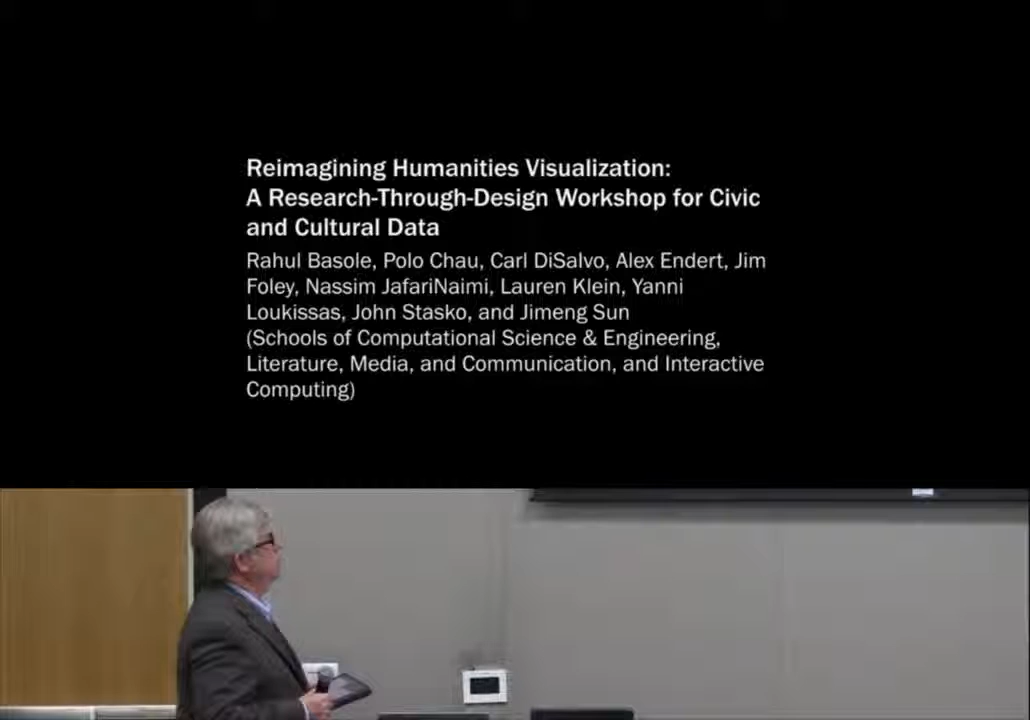 Reimagining Humanities Visualization:
A Research-Through-Design Workshop for Civic
and Cultural Data
Rahul Basole, Polo Chau, Carl DiSalvo, Alex Endert, Jim
Foley, Nassim JafariNaimi, Lauren Klein, Yanni
Loukissas, John Stasko, and Jimeng Sun
(Schools of Computational Science & Engineering,
Literature, Media, and Communication, and Interactive
Computing)